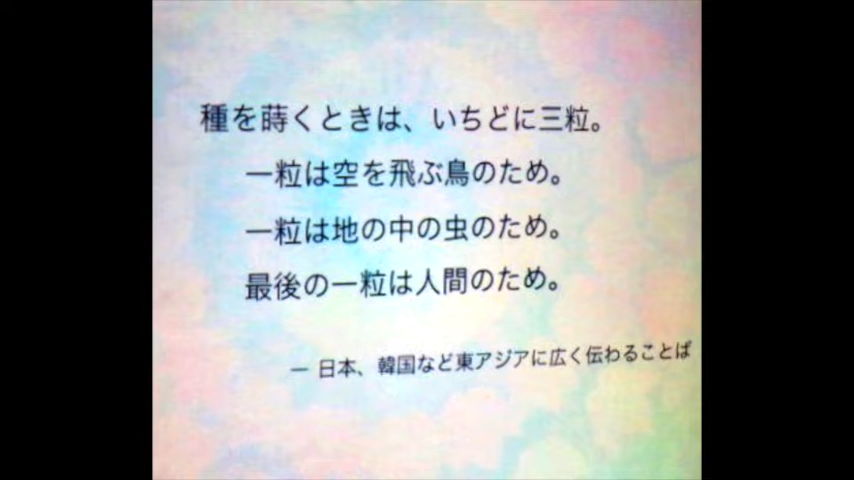 種を蒔くときは、いちどに三粒。
一粒は空を飛ぶ鳥のため。
一粒は地の中の虫のため。
最後の一粒は人間のため。
— 日本、韓国など東アジアに広く伝わることば